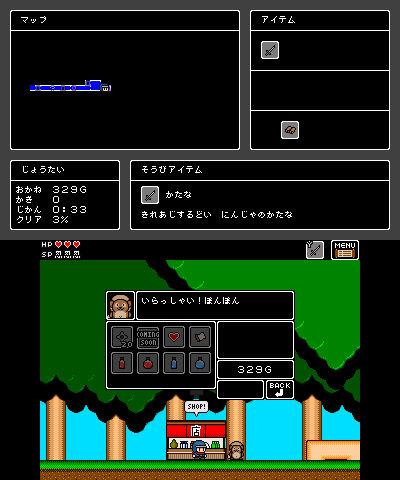 マップ
アイテム
じょうたい
おかね 329G
かぎ 0
じかん 0:33
クリア 3%
そうびアイテム
かたな
きれあじするどい にんじゃのかたな
HP
SP
Y
MENU
いらっしゃい!ぽんぽん
20
COMING SOON
329G
BACK
SHOP!
店